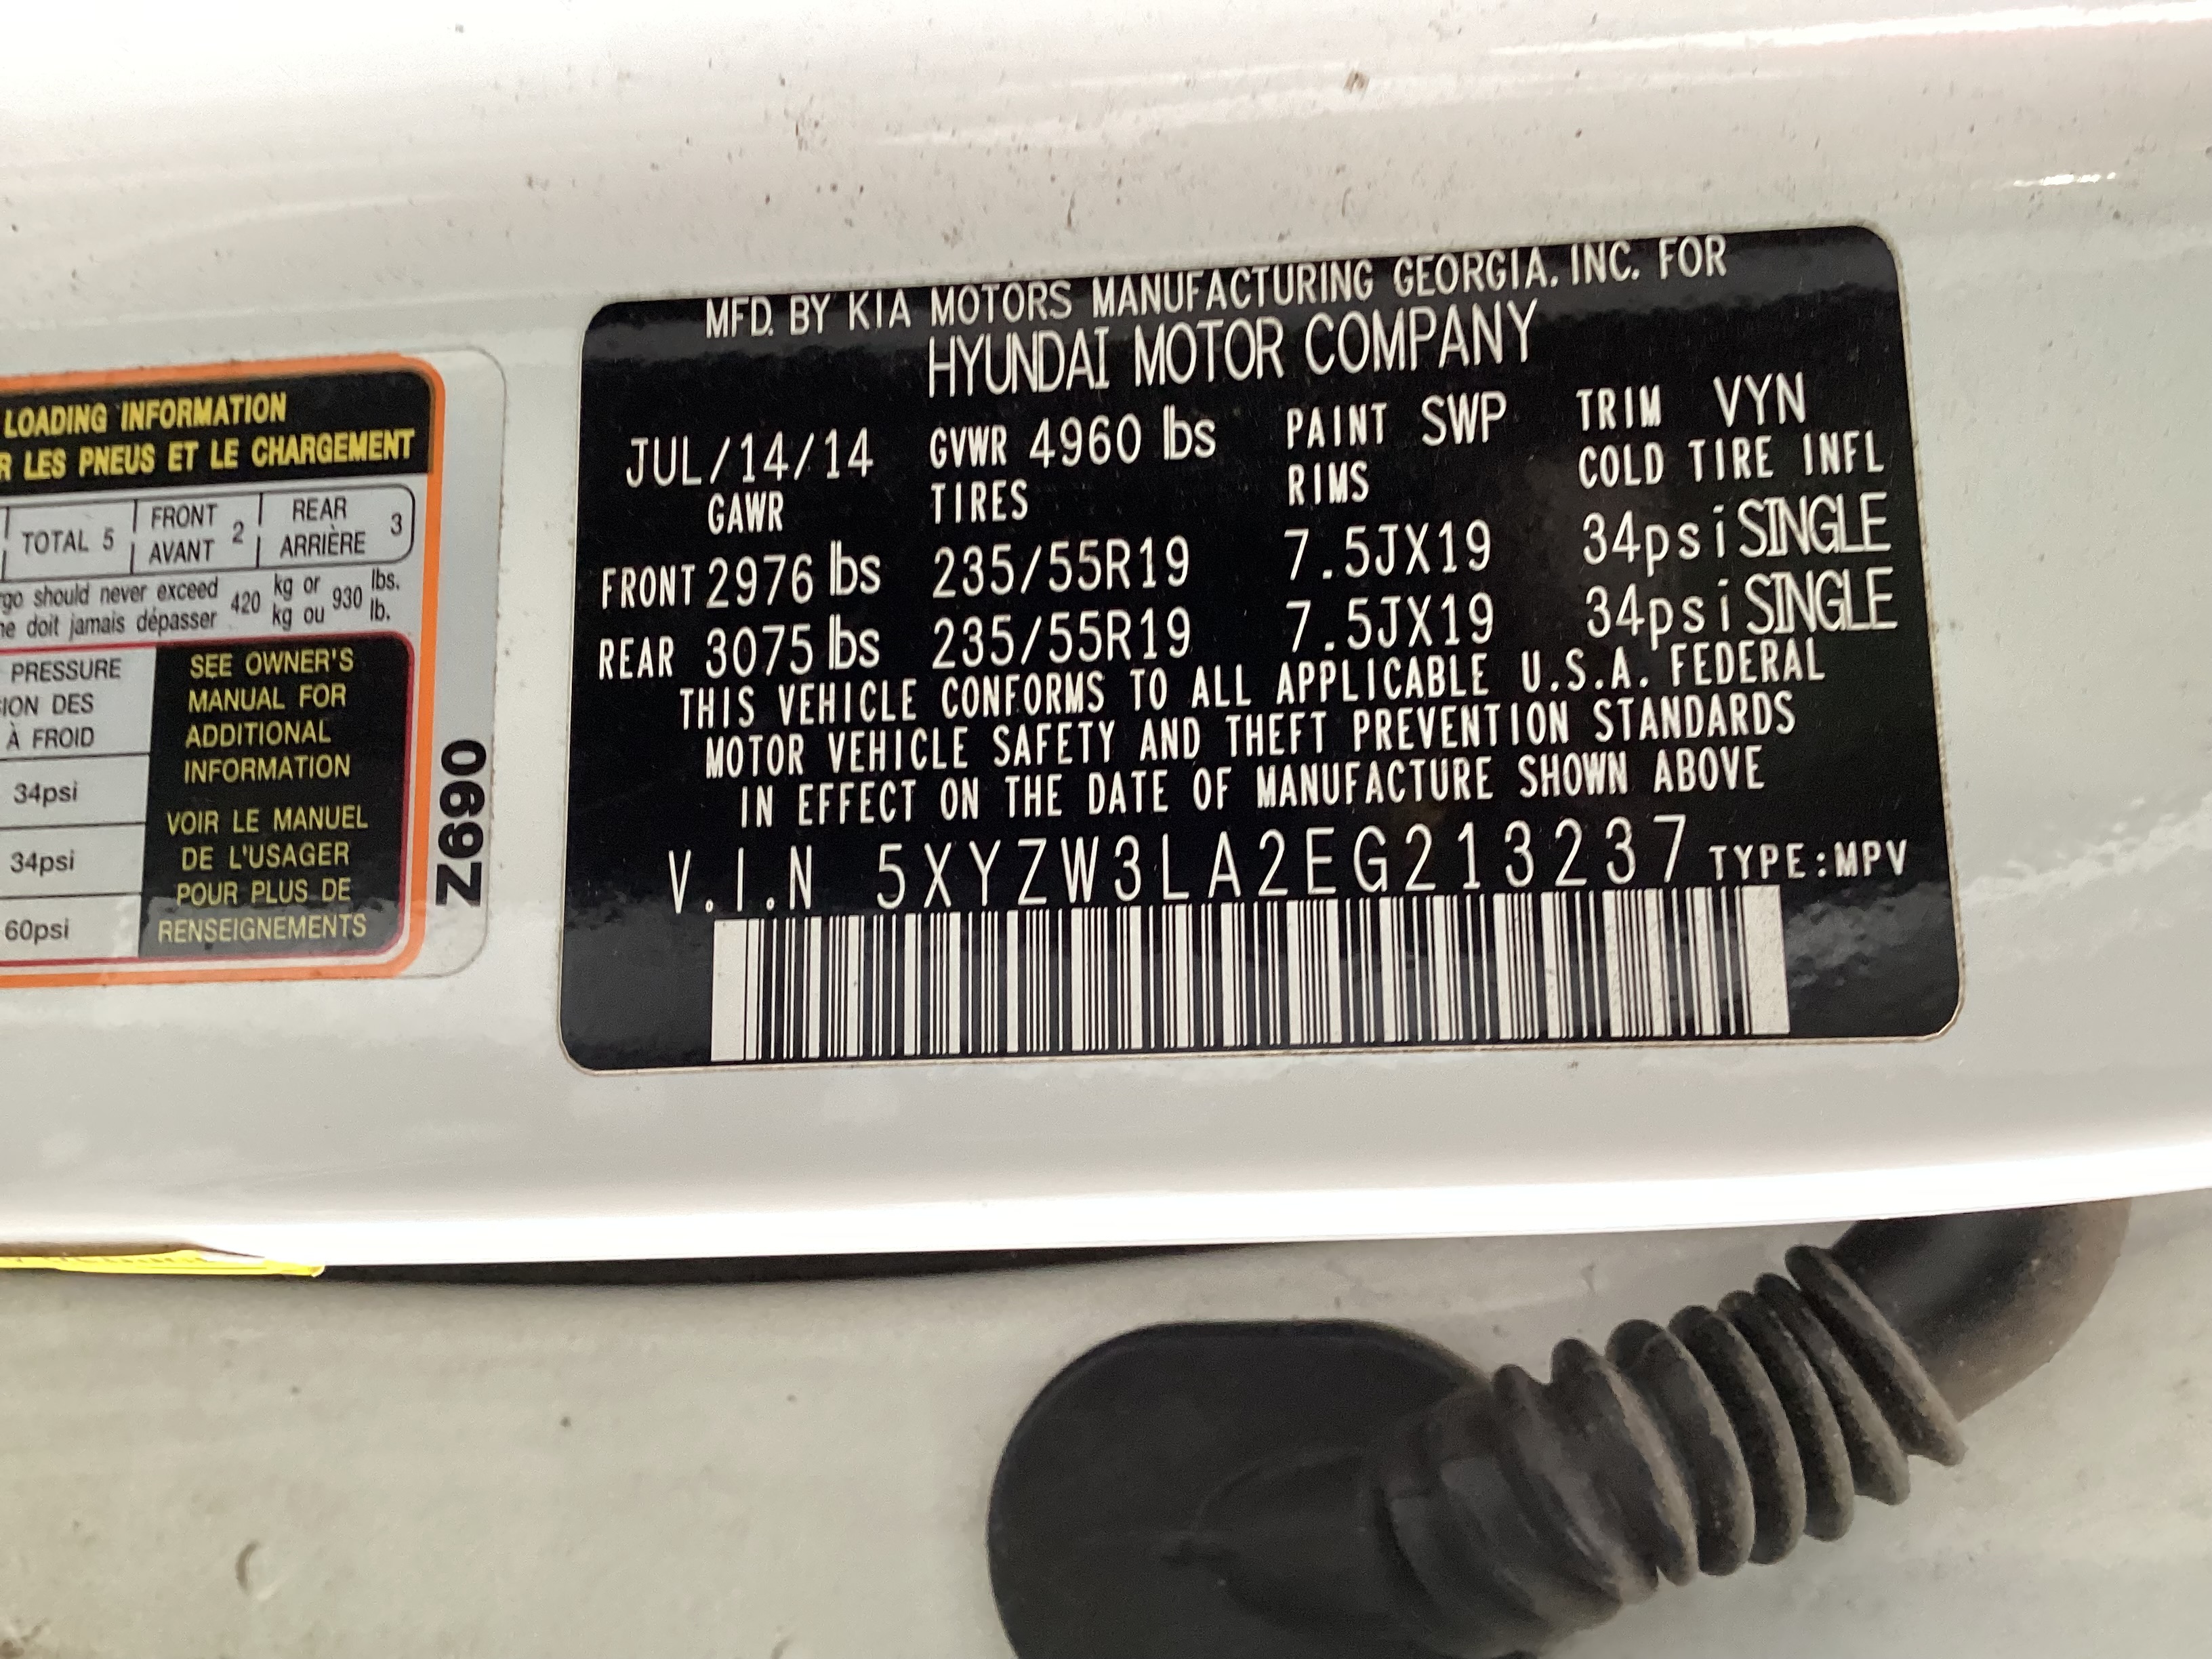 LOADING INFORMATION
R LES PNEUS ET LE CHARGEMENT
TOTAL 5 FRONT 2 REAR 3
AVANT ARRIÈRE
should never exceed 420 kg or 930 lbs.
doit jamais dépasser kg ou lb.
PRESSURE
DES
À FROID
34psi
34psi
60psi
SEE OWNER'S
MANUAL FOR
ADDITIONAL
INFORMATION
VOIR LE MANUEL
DE L'USAGER
POUR PLUS DE
RENSEIGNEMENTS
Z690
MFD. BY KIA MOTORS MANUFACTURING GEORGIA. INC. FOR
HYUNDAI MOTOR COMPANY
JUL/14/14 GVWR 4960 lbs PAINT SWP TRIM VYN
GAWR TIRES RIMS COLD TIRE INFL
FRONT 2976 lbs 235/55R19 7.5JX19 34psi SINGLE
REAR 3075 lbs 235/55R19 7.5JX19 34psi SINGLE
THIS VEHICLE CONFORMS TO ALL APPLICABLE U.S.A. FEDERAL
MOTOR VEHICLE SAFETY AND THEFT PREVENTION STANDARDS
IN EFFECT ON THE DATE OF MANUFACTURE SHOWN ABOVE
V.I.N 5XYZW3LA2EG213237 TYPE:MPV